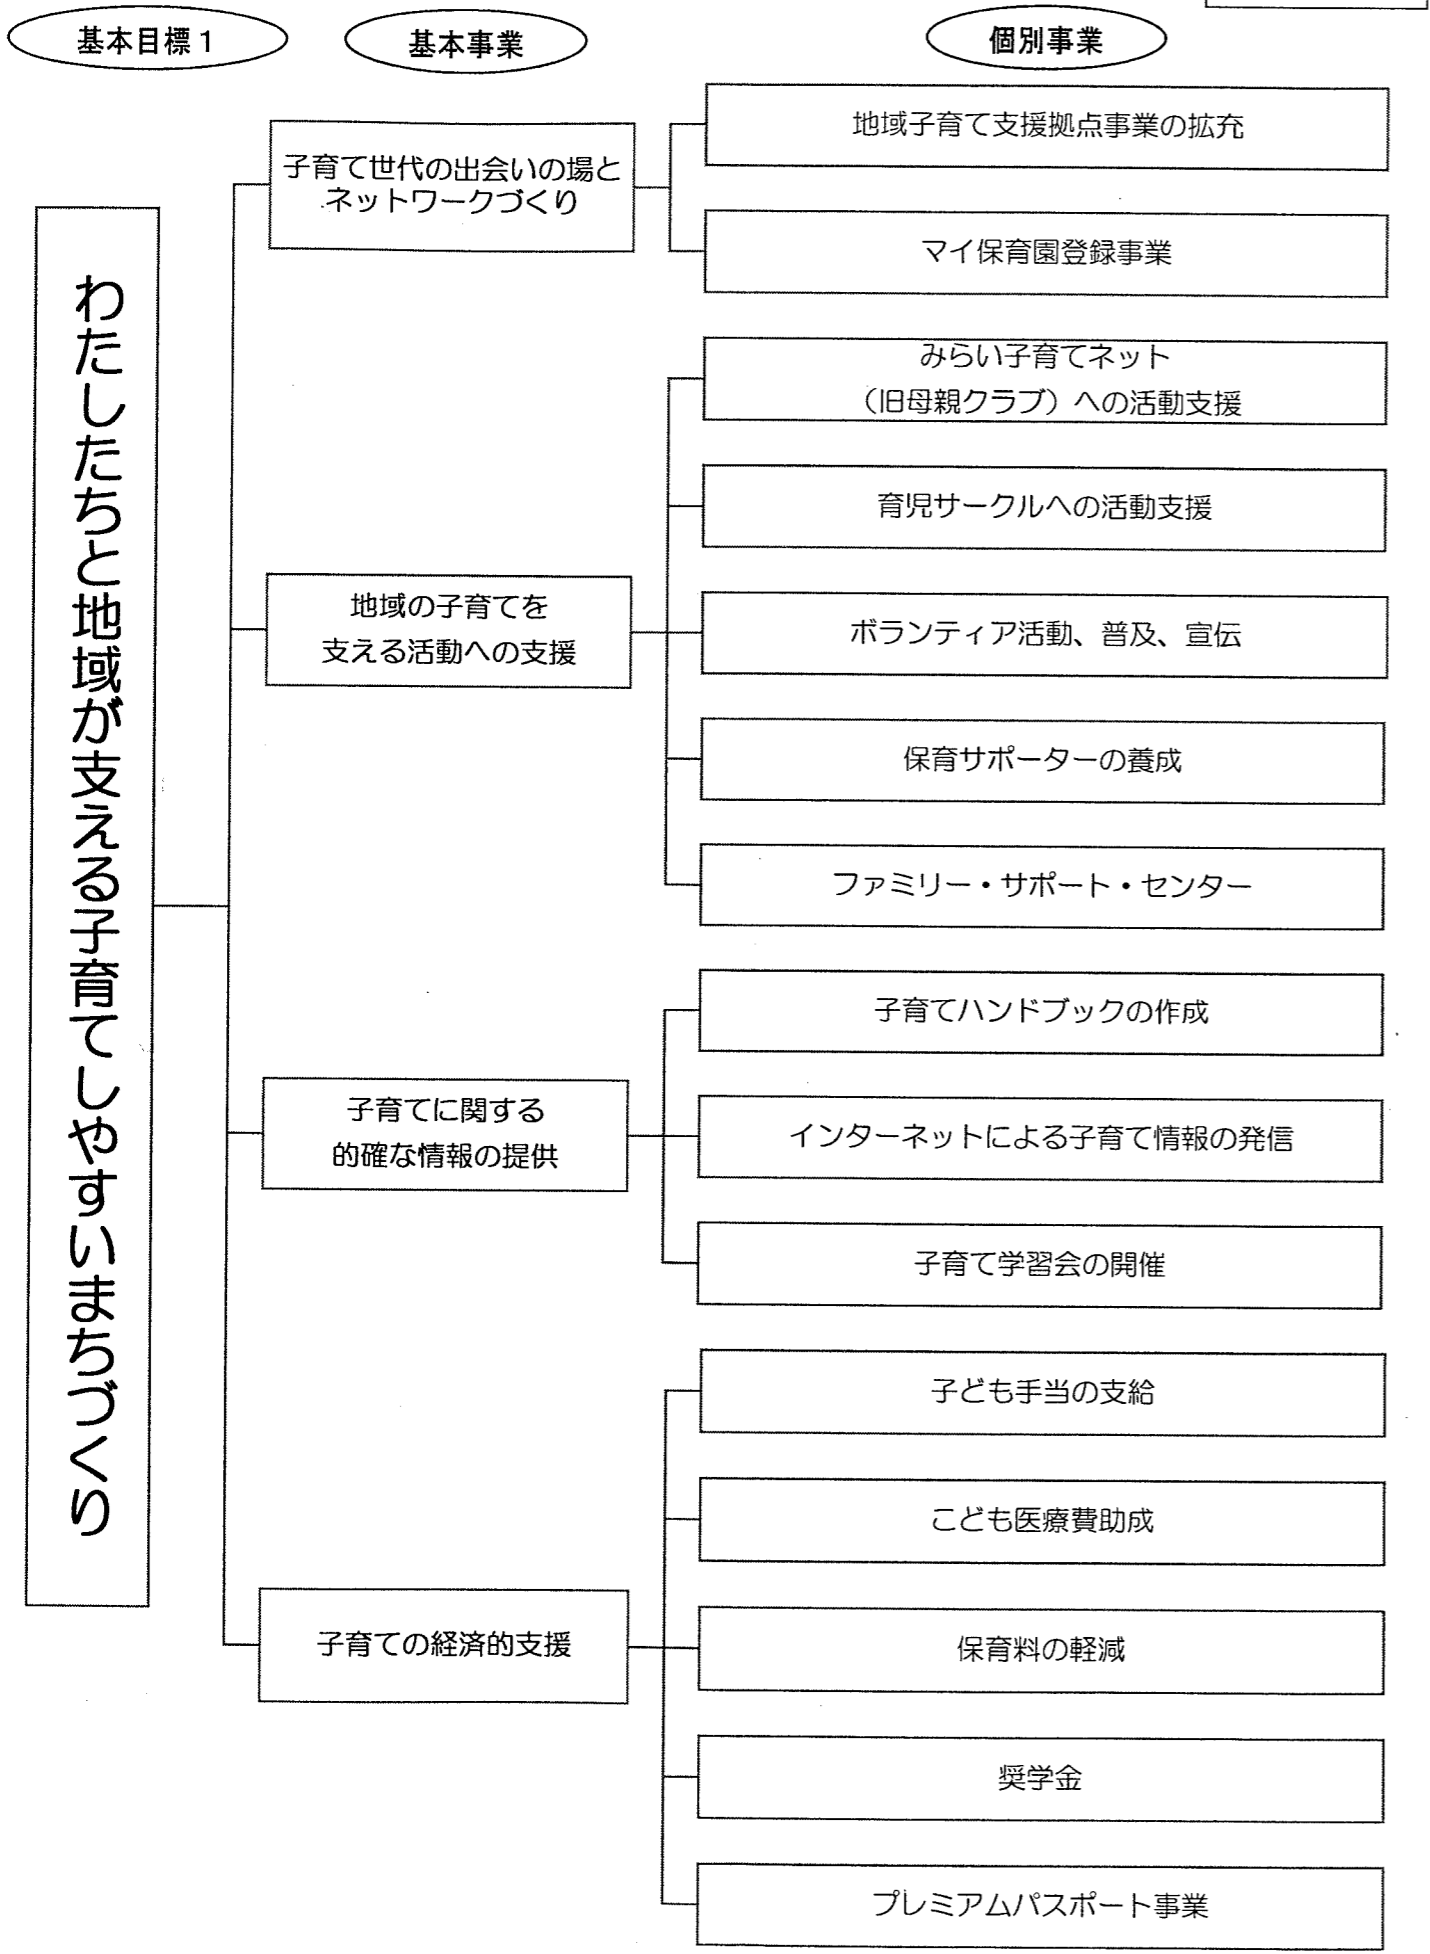 基本目標1
基本事業
個別事業
わたしたちと地域が支える子育てしやすいまちづくり
子育て世代の出会いの場と
ネットワークづくり
地域子育て支援拠点事業の拡充
マイ保育園登録事業
地域の子育てを
支える活動への支援
みらい子育てネット
（旧母親クラブ）への活動支援
育児サークルへの活動支援
ボランティア活動、普及、宣伝
保育サポーターの養成
ファミリー・サポート・センター
子育てに関する
的確な情報の提供
子育てハンドブックの作成
インターネットによる子育て情報の発信
子育て学習会の開催
子育ての経済的支援
子ども手当の支給
こども医療費助成
保育料の軽減
奨学金
プレミアムパスポート事業